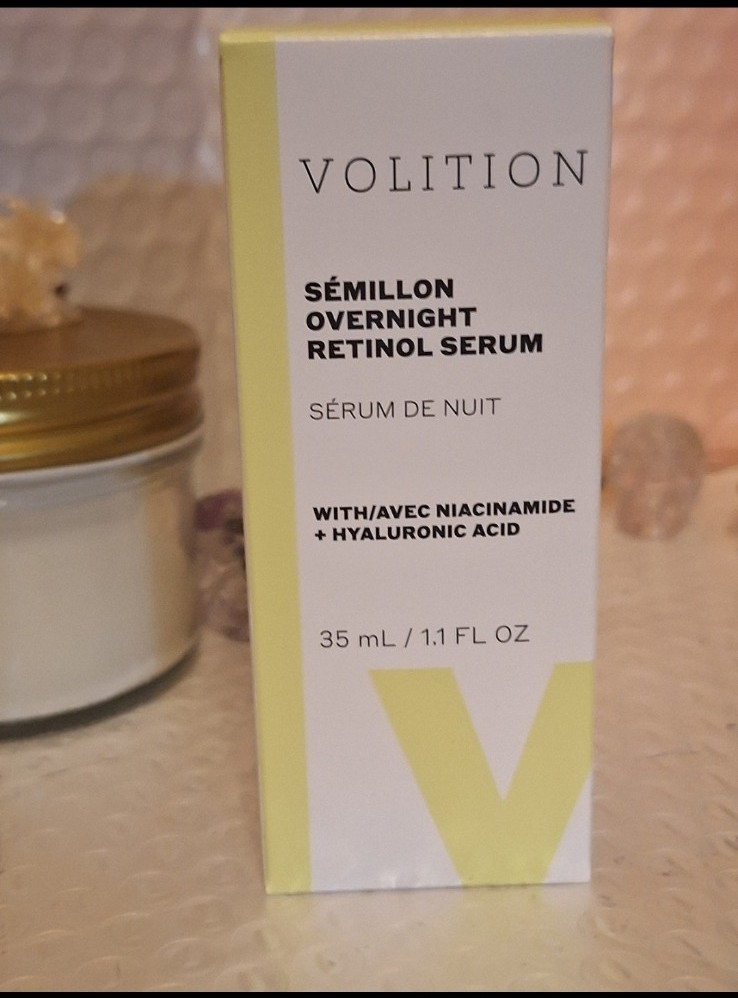 VOLITION
SÉMILLON
OVERNIGHT
RETINOL SERUM
SÉRUM DE NUIT
WITH/AVEC NIACINAMIDE
+ HYALURONIC ACID
35 mL / 1.1 FL OZ
V